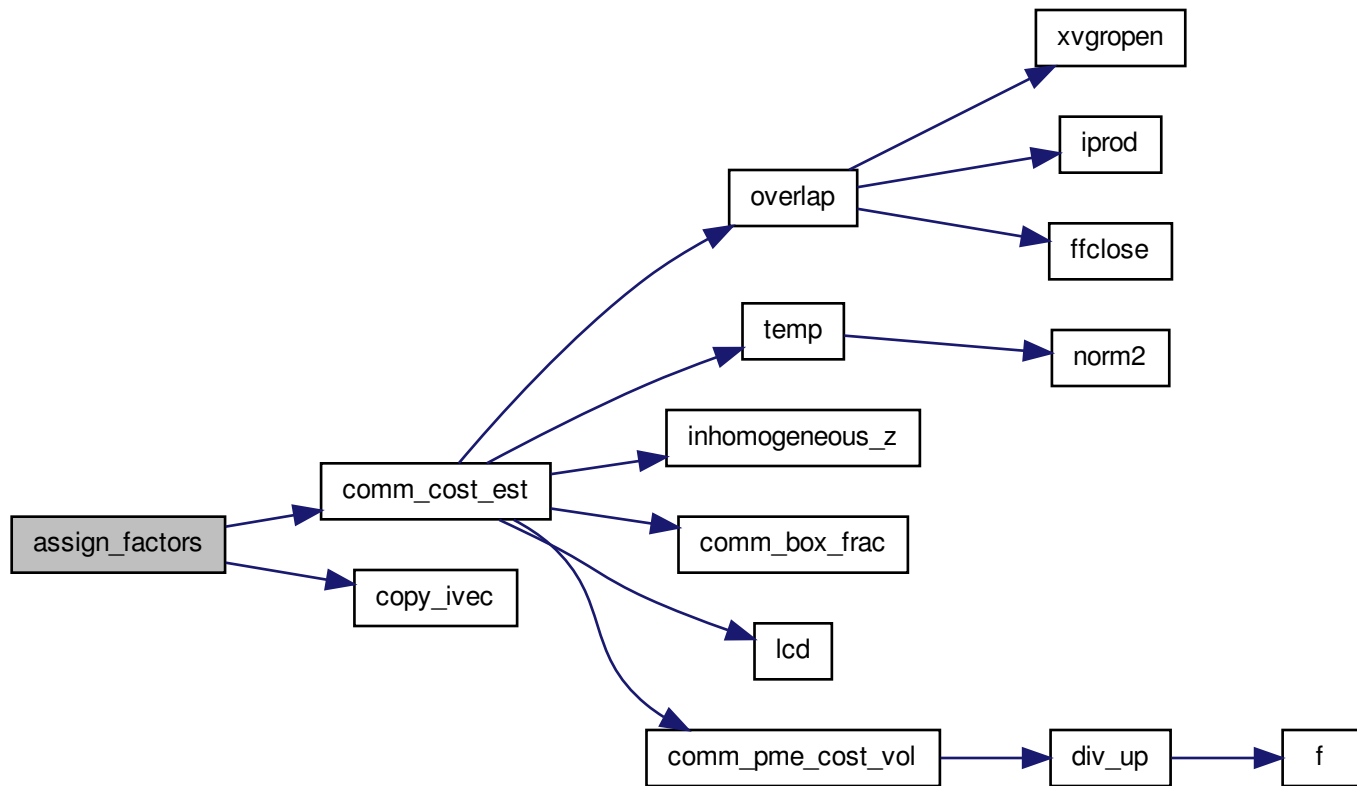 xvgropen
iprod
overlap
ffclose
temp
norm2
inhomogeneous_z
comm_cost_est
assign_factors
comm_box_frac
copy_ivec
lcd
comm_pme_cost_vol
div_up
f